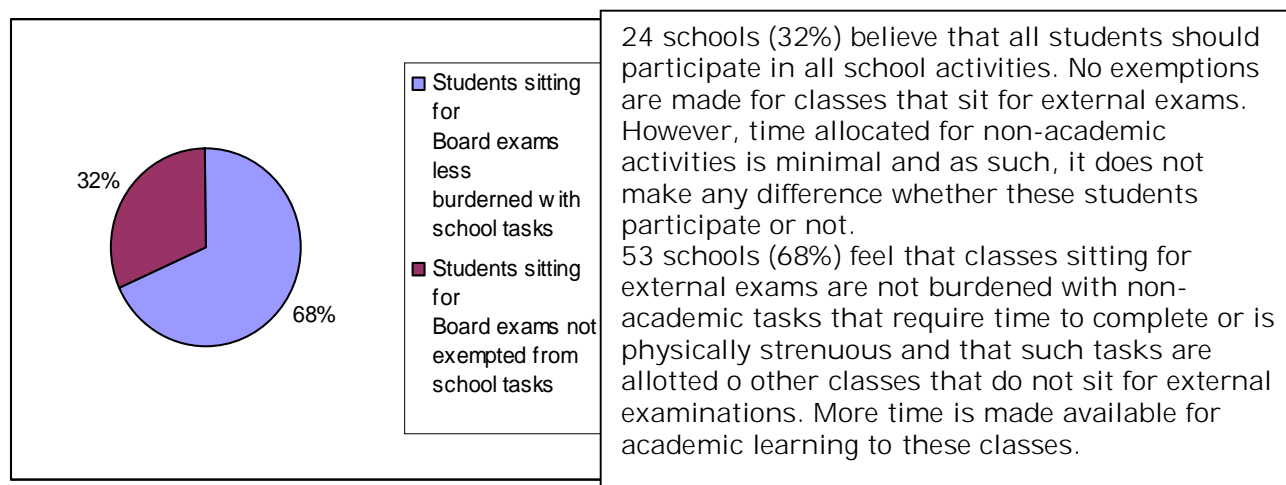 32%
68%
Students sitting
for
Board exams
less
burderned with
school tasks
Students sitting
for
Board exams not
exempted from
school tasks
24 schools (32%) believe that all students should
participate in all school activities. No exemptions
are made for classes that sit for external exams.
However, time allocated for non-academic
activities is minimal and as such, it does not
make any difference whether these students
participate or not.
53 schools (68%) feel that classes sitting for
external exams are not burdened with non-
academic tasks that require time to complete or is
physically strenuous and that such tasks are
allotted o other classes that do not sit for external
examinations. More time is made available for
academic learning to these classes.